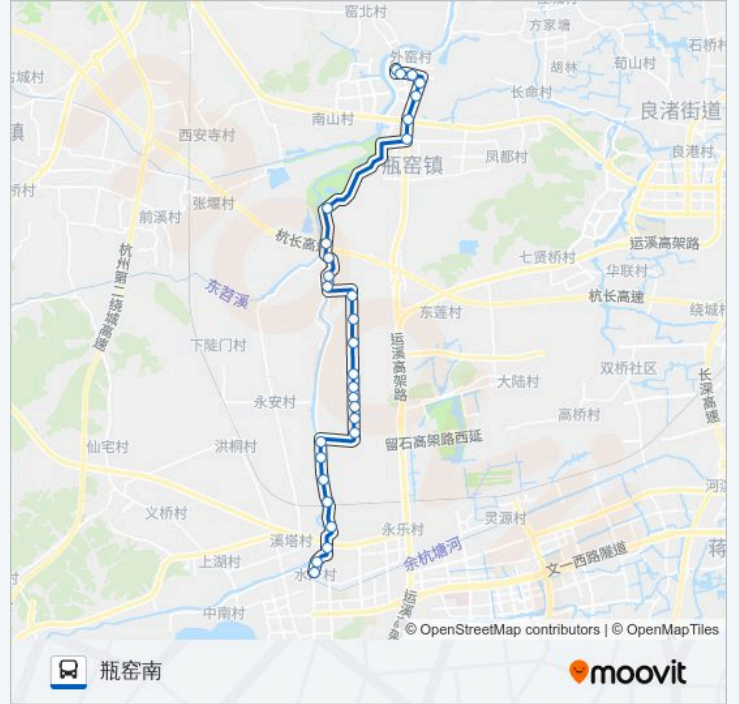 窑北村
方家塘
石桥村
外窑村
胡林
荀山村
古城村
长命村
良渚街道
南山村
西安寺村
镇
瓶窑镇
凤都村
良港村
桥村
张堰村
前溪村
杭长高速
运溪高架路
七贤桥村
华联村
杭州第二绕城高速
东苕溪
杭长高速
绕城村
东莲村
运溪高架路
下陡门村
双桥社区
大陆村
长深高速
永安村
高桥村
仙宅村
洪桐村
留石高架路西延
义桥村
灵源村
溪塔村
永乐村
余杭塘河
上湖村
文一西路隧道
蒋
中南村
© OpenStreetMap contributors | © OpenMapTiles
瓶窑南
moovit